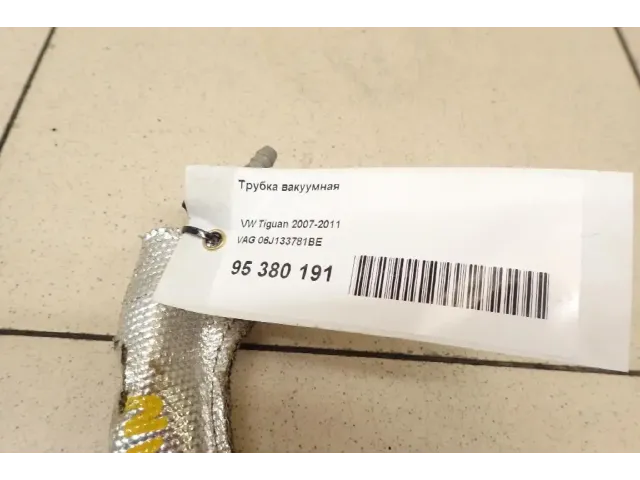 Трубка вакуумная
VW Tiguan 2007-2011
VAG 06J133781BE
95 380 191